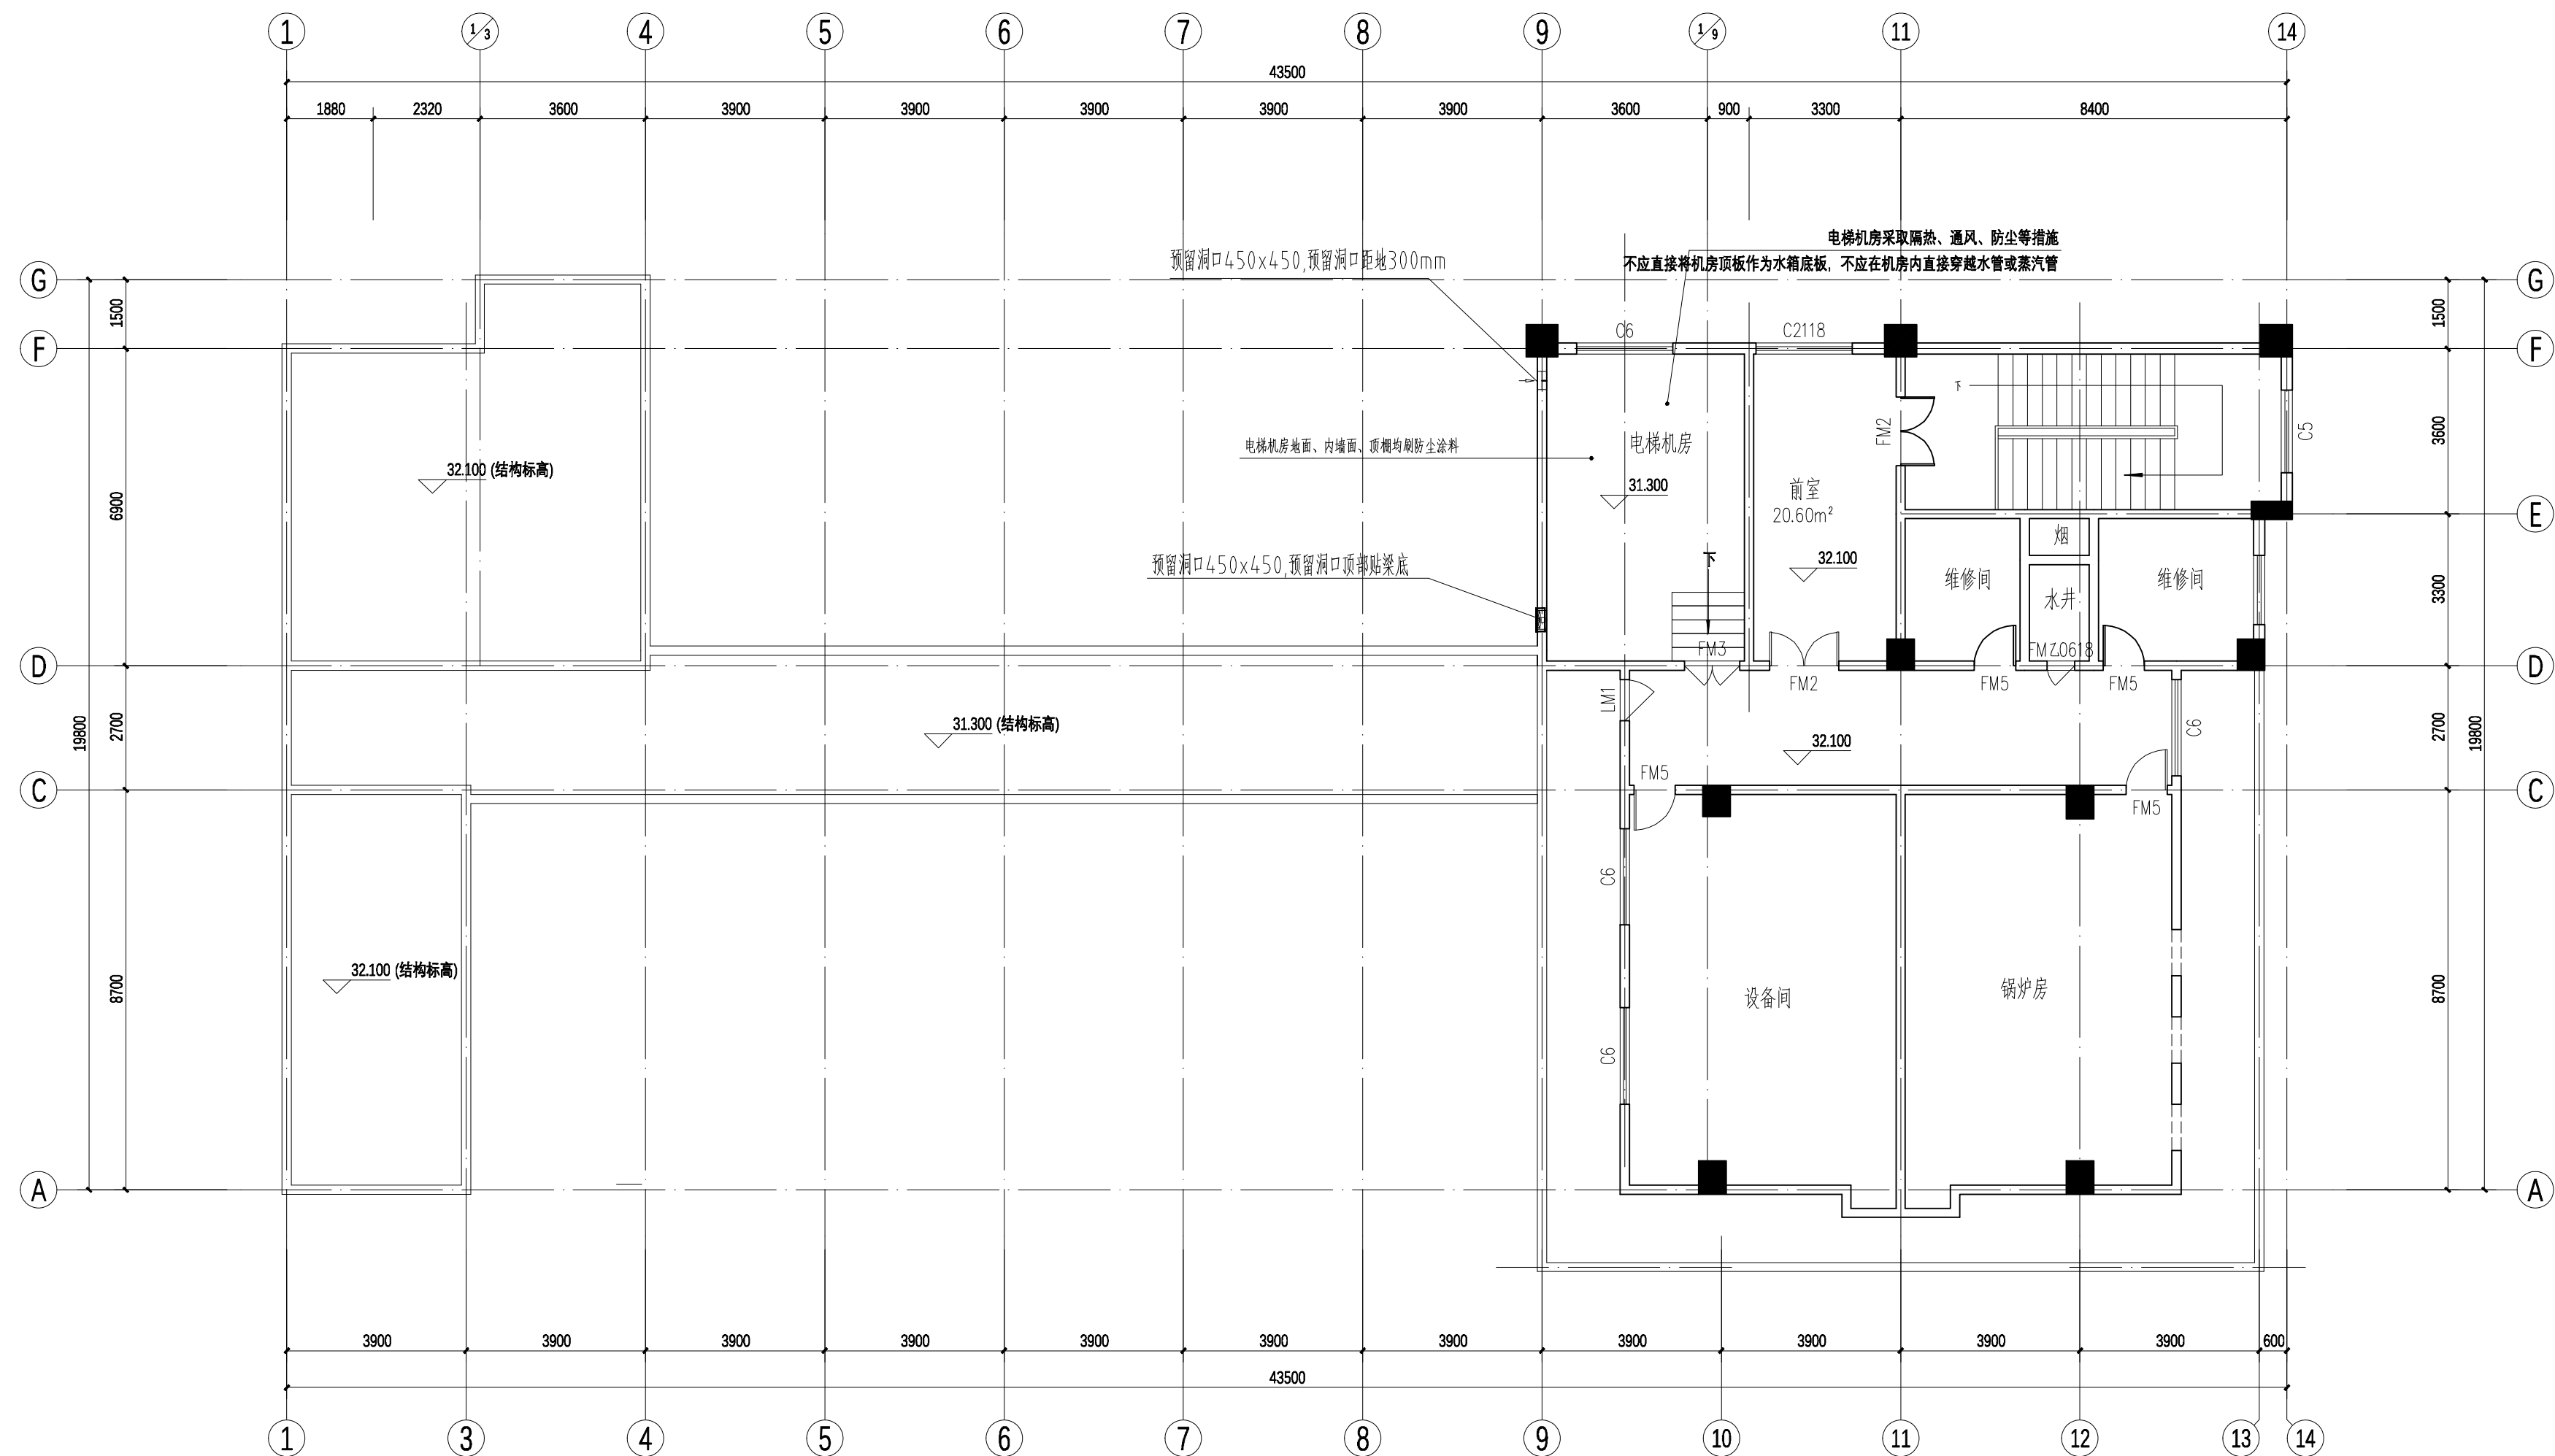 1 1/3 4 5 6 7 8 9 1/9 11 14
43500
1880 2320 3600 3900 3900 3900 3900 3900 3600 900 3300 8400
电梯机房采取隔热、通风、防尘等措施
预留洞口450x450,预留洞口距地300mm
不应直接将机房顶板作为水箱底板, 不应在机房内直接穿越水管或蒸汽管
G G
1500 1500
F F
C6 C2118
下
FM2
C5
3600
电梯机房地面、内墙面、顶棚均刷防尘涂料
电梯机房
32.100 (结构标高)
31.300
前室
20.60m²
6900
E
烟
预留洞口450x450,预留洞口顶部贴梁底
下
32.100
维修间
水井
维修间
3300
FM3
FM乙0618
D D
FM2 FM5 FM5
LM1
31.300 (结构标高)
32.100
C6
19800 2700 2700 19800
FM5
C C
FM5
C6
32.100 (结构标高)
8700
设备间
锅炉房
8700
C6
A A
3900 3900 3900 3900 3900 3900 3900 3900 3900 3900 3900 600
43500
1 3 4 5 6 7 8 9 10 11 12 13 14